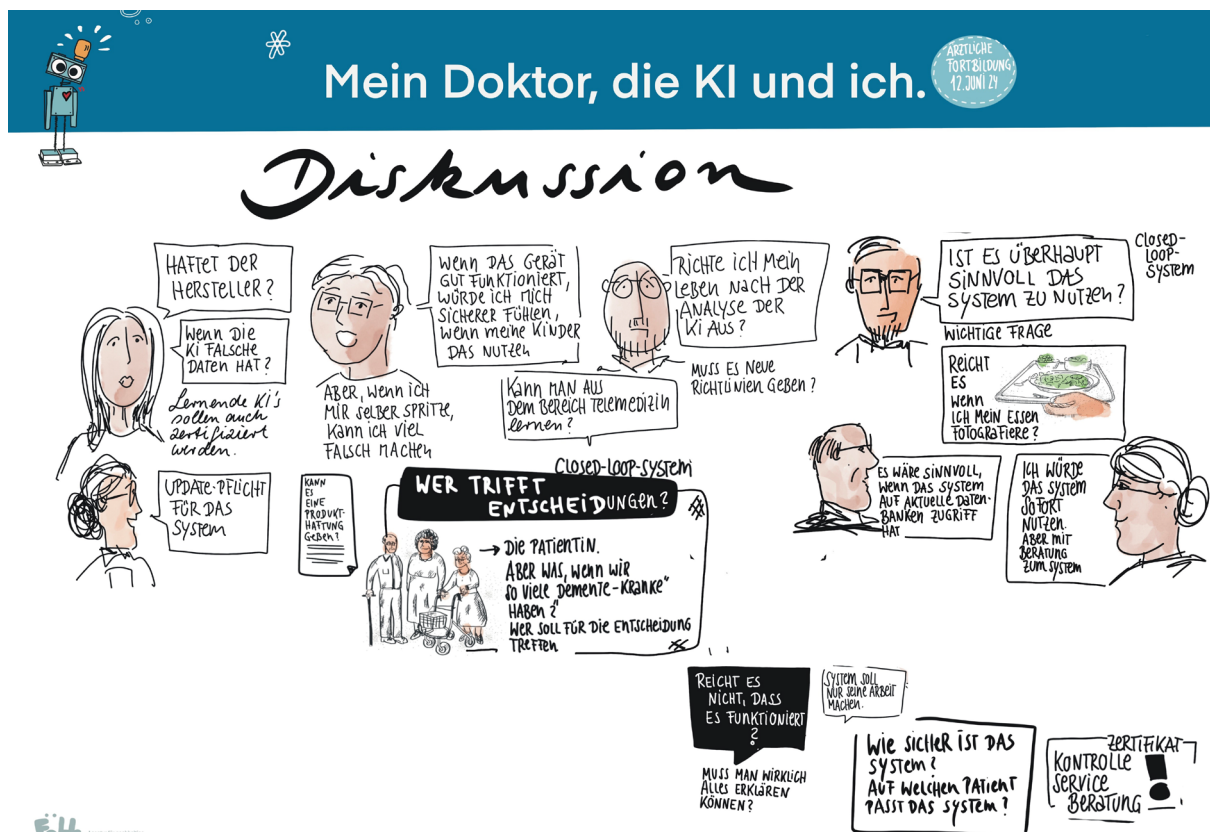 Mein Doktor, die KI und ich.
ÄRZTLICHE
FORTBILDUNG
12. JUNI 24
Diskussion
HAFTET DER
HERSTELLER?
WENN DIE
KI FALSCHE
DATEN HAT?
Lernende KI's
sollen auch
zertifiziert
werden.
WENN DAS GERÄT
GUT FUNKTIONIERT,
WÜRDE ICH MICH
SICHERER FÜHLEN,
WENN MEINE KINDER
DAS NUTZEN
ABER, WENN ICH
MIR SELBER SPRITZE,
KANN ICH VIEL
FALSCH MACHEN
RICHTE ICH MEIN
LEBEN NACH DER
ANALYSE DER
KI AUS?
MUSS ES NEUE
RICHTLINIEN GEBEN?
KANN MAN AUS
DEM BEREICH TELEMEDIZIN
LERNEN?
CLOSED-
LOOP-
SYSTEM
IST ES ÜBERHAUPT
SINNVOLL DAS
SYSTEM ZU NUTZEN?
WICHTIGE FRAGE
REICHT
ES
WENN
ICH MEIN ESSEN
FOTOGRAFIERE?
UPDATE-PFLICHT
FÜR DAS
SYSTEM
KANN
ES
EINE
PRODUKT-
HAFTUNG
GEBEN?
CLOSED-LOOP-SYSTEM
WER TRIFFT
ENTSCHEIDUNGEN?
→ DIE PATIENTIN.
ABER WAS, WENN WIR
SO VIELE DEMENTE-KRANKE"
HABEN?
WER SOLL FÜR DIE ENTSCHEIDUNG
TREFFEN
ES WÄRE SINNVOLL,
WENN DAS SYSTEM
AUF AKTUELLE DATEN-
BANKEN ZUGRIFF
HAT
ICH WÜRDE
DAS SYSTEM
SOFORT
NUTZEN.
ABER MIT
BERATUNG
ZUM SYSTEM
REICHT ES
NICHT, DASS
ES FUNKTIONIERT
?
MUSS MAN WIRKLICH
ALLES ERKLÄREN
KÖNNEN?
SYSTEM SOLL
NUR SEINE ARBEIT
MACHEN.
WIE SICHER IST DAS
SYSTEM?
AUF WELCHEN PATIENT
PASST DAS SYSTEM?
ZERTIFIKAT
KONTROLLE
SERVICE
BERATUNG
!